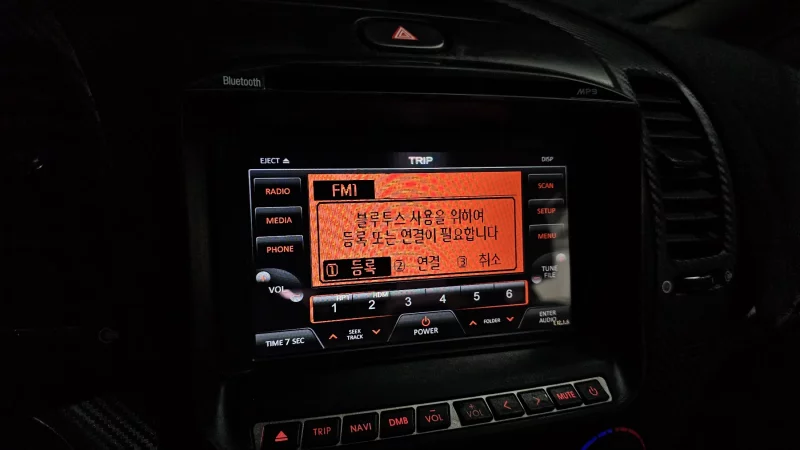 Bluetooth
MP3
EJECT
TRIP
DISP
RADIO
FM1
SCAN
MEDIA
블루투스 사용을 위하여
SETUP
등록 또는 연결이 필요합니다
PHONE
MENU
① 등록 ② 연결 ③ 취소
VOL
TUNE
FILE
HDMI
1 2 3 4 5 6
TIME 7 SEC
SEEK
TRACK
POWER
FOLDER
ENTER
AUDIO
TRIP NAVI DMB VOL VOL MUTE